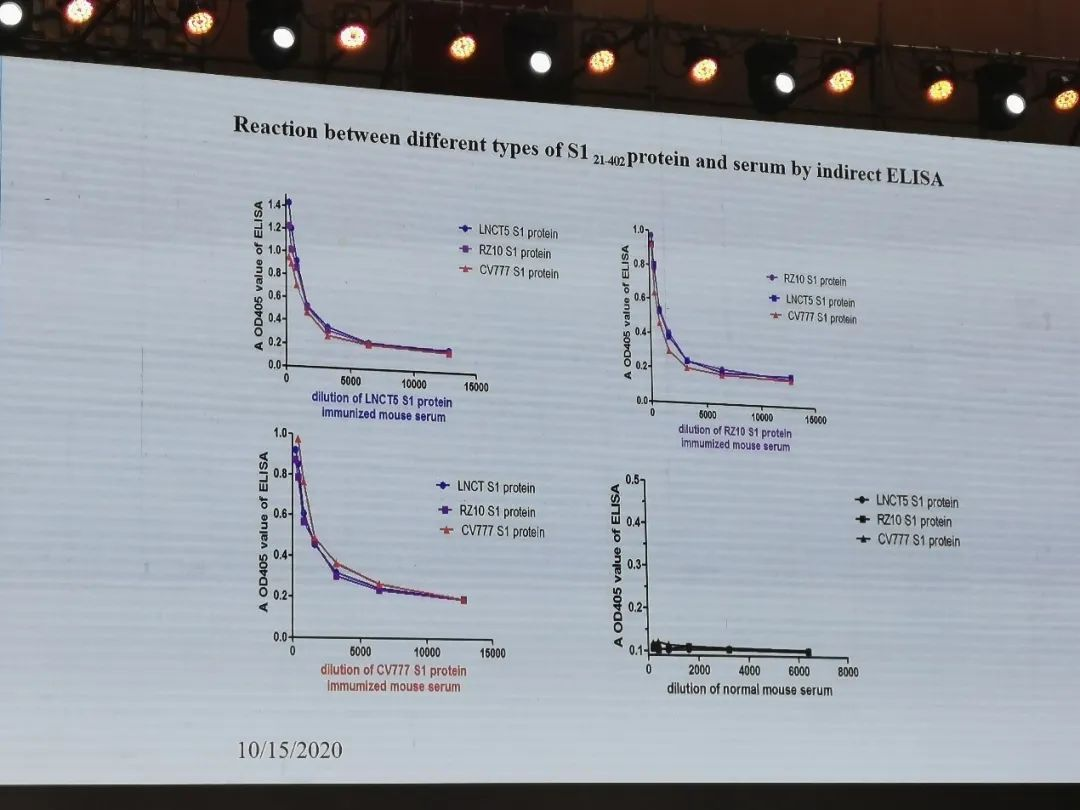 Reaction between different types of S1 21-402 protein and serum by indirect ELISA
A OD405 value of ELISA
1.4
1.2
1.0
0.8
0.6
0.4
0.2
0.0
0
5000
10000
15000
LNCT5 S1 protein
RZ10 S1 protein
CV777 S1 protein
dilution of LNCT5 S1 protein
immunized mouse serum
A OD405 value of ELISA
1.0
0.8
0.6
0.4
0.2
0.0
0
5000
10000
15000
RZ10 S1 protein
LNCT5 S1 protein
CV777 S1 protein
dilution of RZ10 S1 protein
immumized mouse serum
A OD405 value of ELISA
1.0
0.8
0.6
0.4
0.2
0.0
0
5000
10000
15000
LNCT S1 protein
RZ10 S1 protein
CV777 S1 protein
dilution of CV777 S1 protein
immumized mouse serum
A OD405 value of ELISA
0.5
0.4
0.3
0.2
0.1
0
2000
4000
6000
8000
LNCT5 S1 protein
RZ10 S1 protein
CV777 S1 protein
dilution of normal mouse serum
10/15/2020